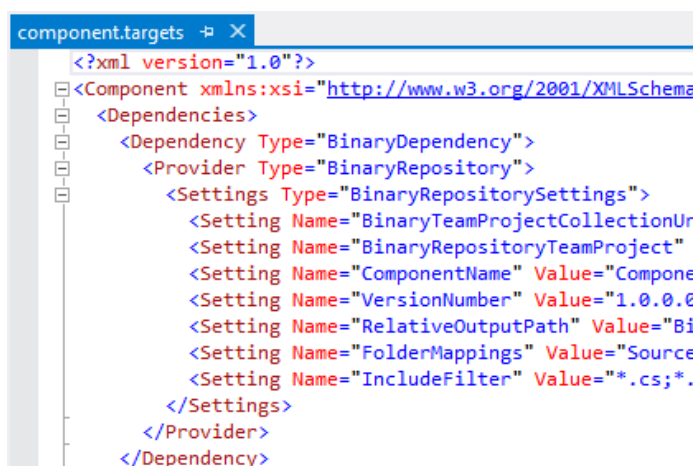 component.targets
<?xml version="1.0"?>
<Component xmlns:xsi="http://www.w3.org/2001/XMLSchema
<Dependencies>
<Dependency Type="BinaryDependency">
<Provider Type="BinaryRepository">
<Settings Type="BinaryRepositorySettings">
<Setting Name="BinaryTeamProjectCollectionUr
<Setting Name="BinaryRepositoryTeamProject"
<Setting Name="ComponentName" Value="Compone
<Setting Name="VersionNumber" Value="1.0.0.0
<Setting Name="RelativeOutputPath" Value="Bi
<Setting Name="FolderMappings" Value="Source
<Setting Name="IncludeFilter" Value="*.cs;*.
</Settings>
</Provider>
</Dependency>